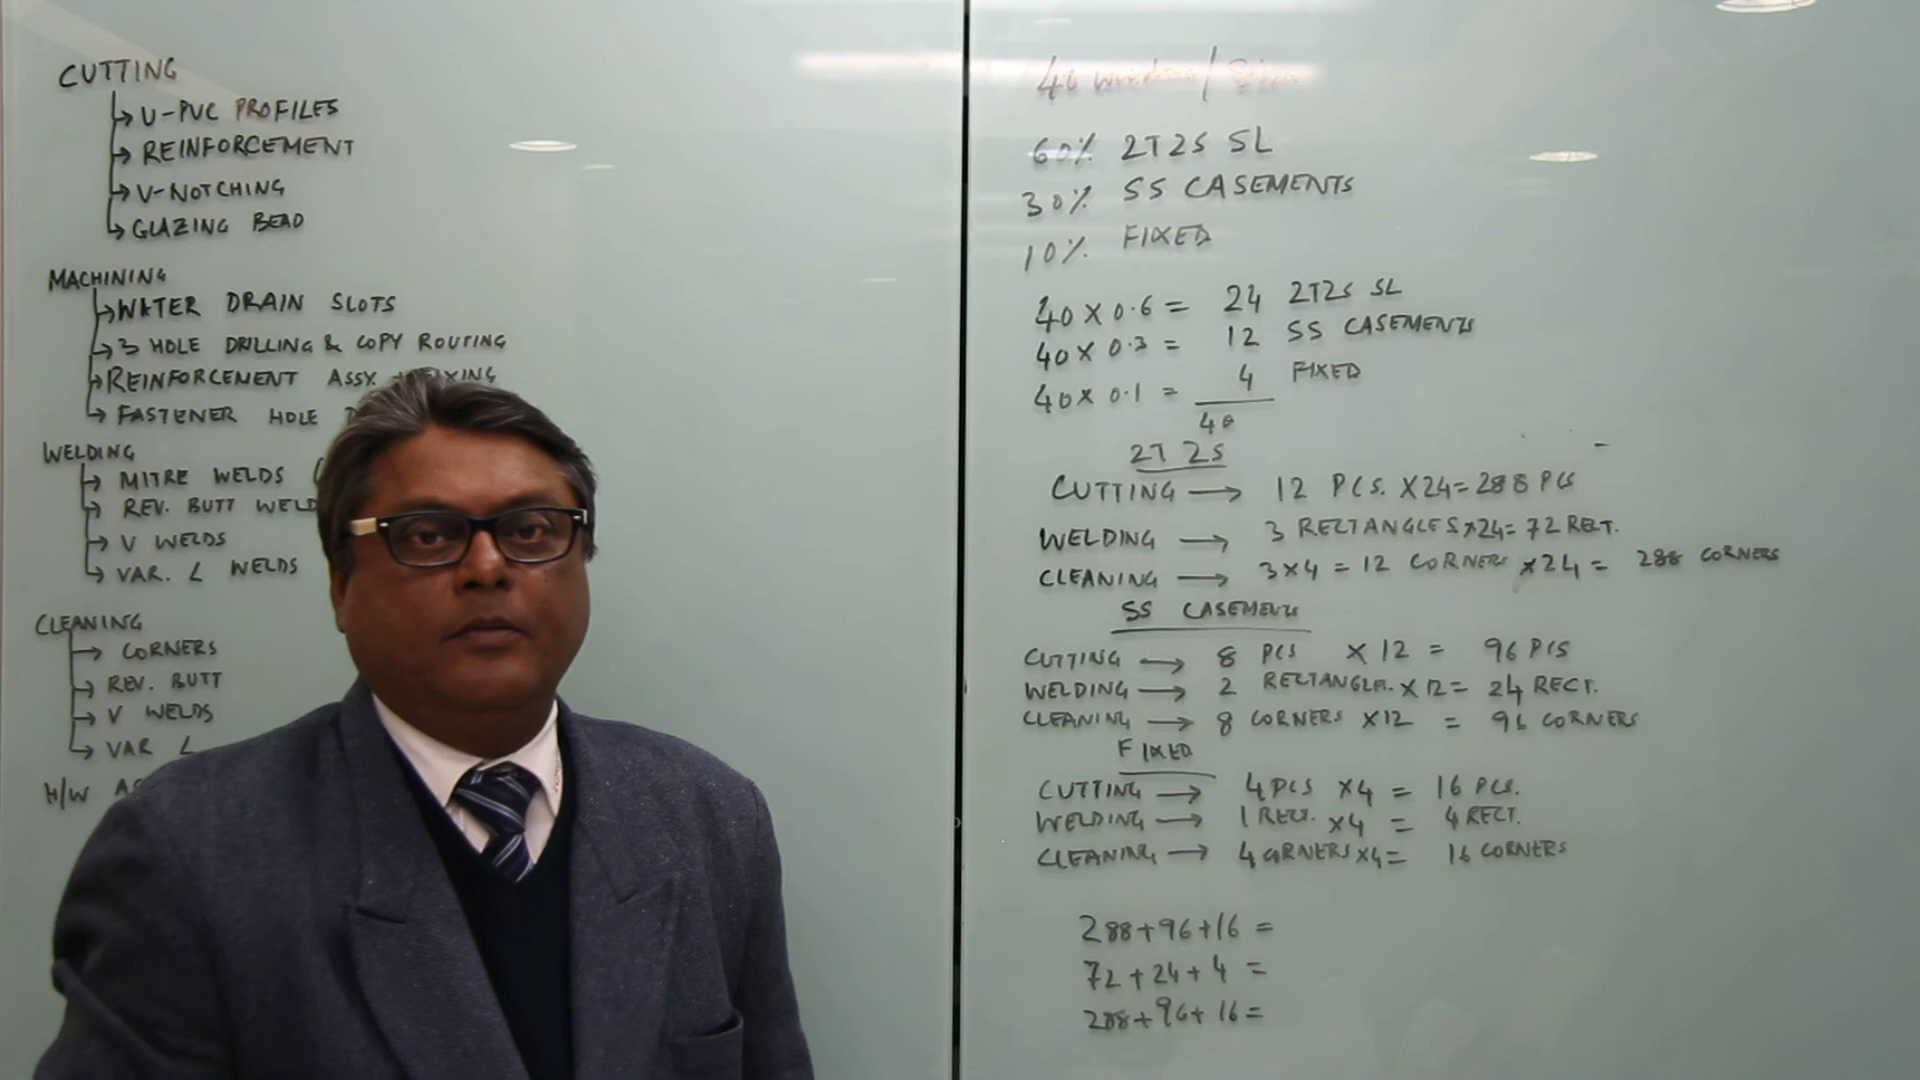 CUTTING
U-PVC PROFILES
REINFORCEMENT
V-NOTCHING
GLAZING BEAD
MACHINING
WATER DRAIN SLOTS
3 HOLE DRILLING & COPY ROUTING
REINFORCEMENT ASSY.
FASTENER HOLE
WELDING
MITRE WELDS
REV. BUTT WELD
V WELDS
VAR. ∠ WELDS
CLEANING
CORNERS
REV. BUTT
V WELDS
VAR ∠
H/W
40
60% 2T2S SL
30% SS CASEMENTS
10% FIXED
40 X 0.6 = 24 2T2S SL
40 X 0.3 = 12 SS CASEMENTS
40 X 0.1 = 4 FIXED
40
2T 2S
CUTTING → 12 PCS. X24=288 PCS
WELDING → 3 RECTANGLES X24=72 RECT.
CLEANING → 3X4 = 12 CORNERS X24 = 288 CORNERS
SS CASEMENTS
CUTTING → 8 PCS X 12 = 96 PCS
WELDING → 2 RECTANGLE. X 12 = 24 RECT.
CLEANING → 8 CORNERS X12 = 96 CORNERS
FIXED
CUTTING → 4 PCS X4 = 16 PCS.
WELDING → 1 RECT. X4 = 4 RECT.
CLEANING → 4 CORNERS X4 = 16 CORNERS
288+96+16 =
72+24+4 =
288+96+16 =